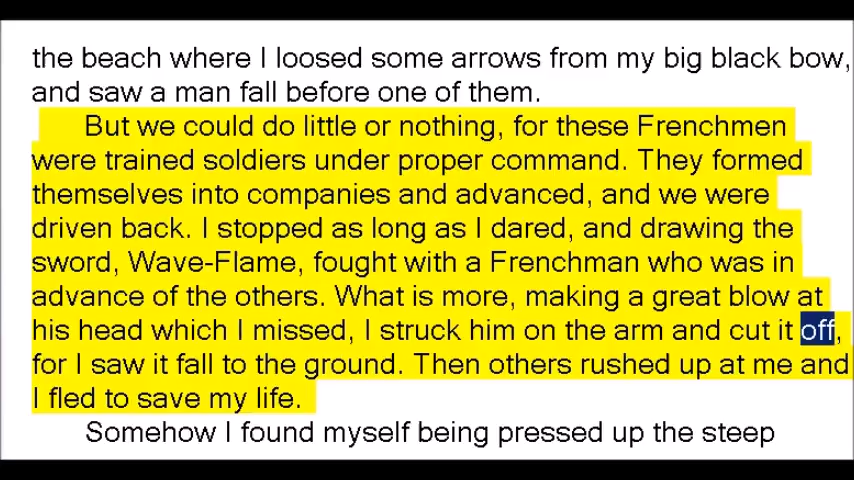 the beach where I loosed some arrows from my big black bow,
and saw a man fall before one of them.
But we could do little or nothing, for these Frenchmen
were trained soldiers under proper command. They formed
themselves into companies and advanced, and we were
driven back. I stopped as long as I dared, and drawing the
sword, Wave-Flame, fought with a Frenchman who was in
advance of the others. What is more, making a great blow at
his head which I missed, I struck him on the arm and cut it off,
for I saw it fall to the ground. Then others rushed up at me and
I fled to save my life.
Somehow I found myself being pressed up the steep